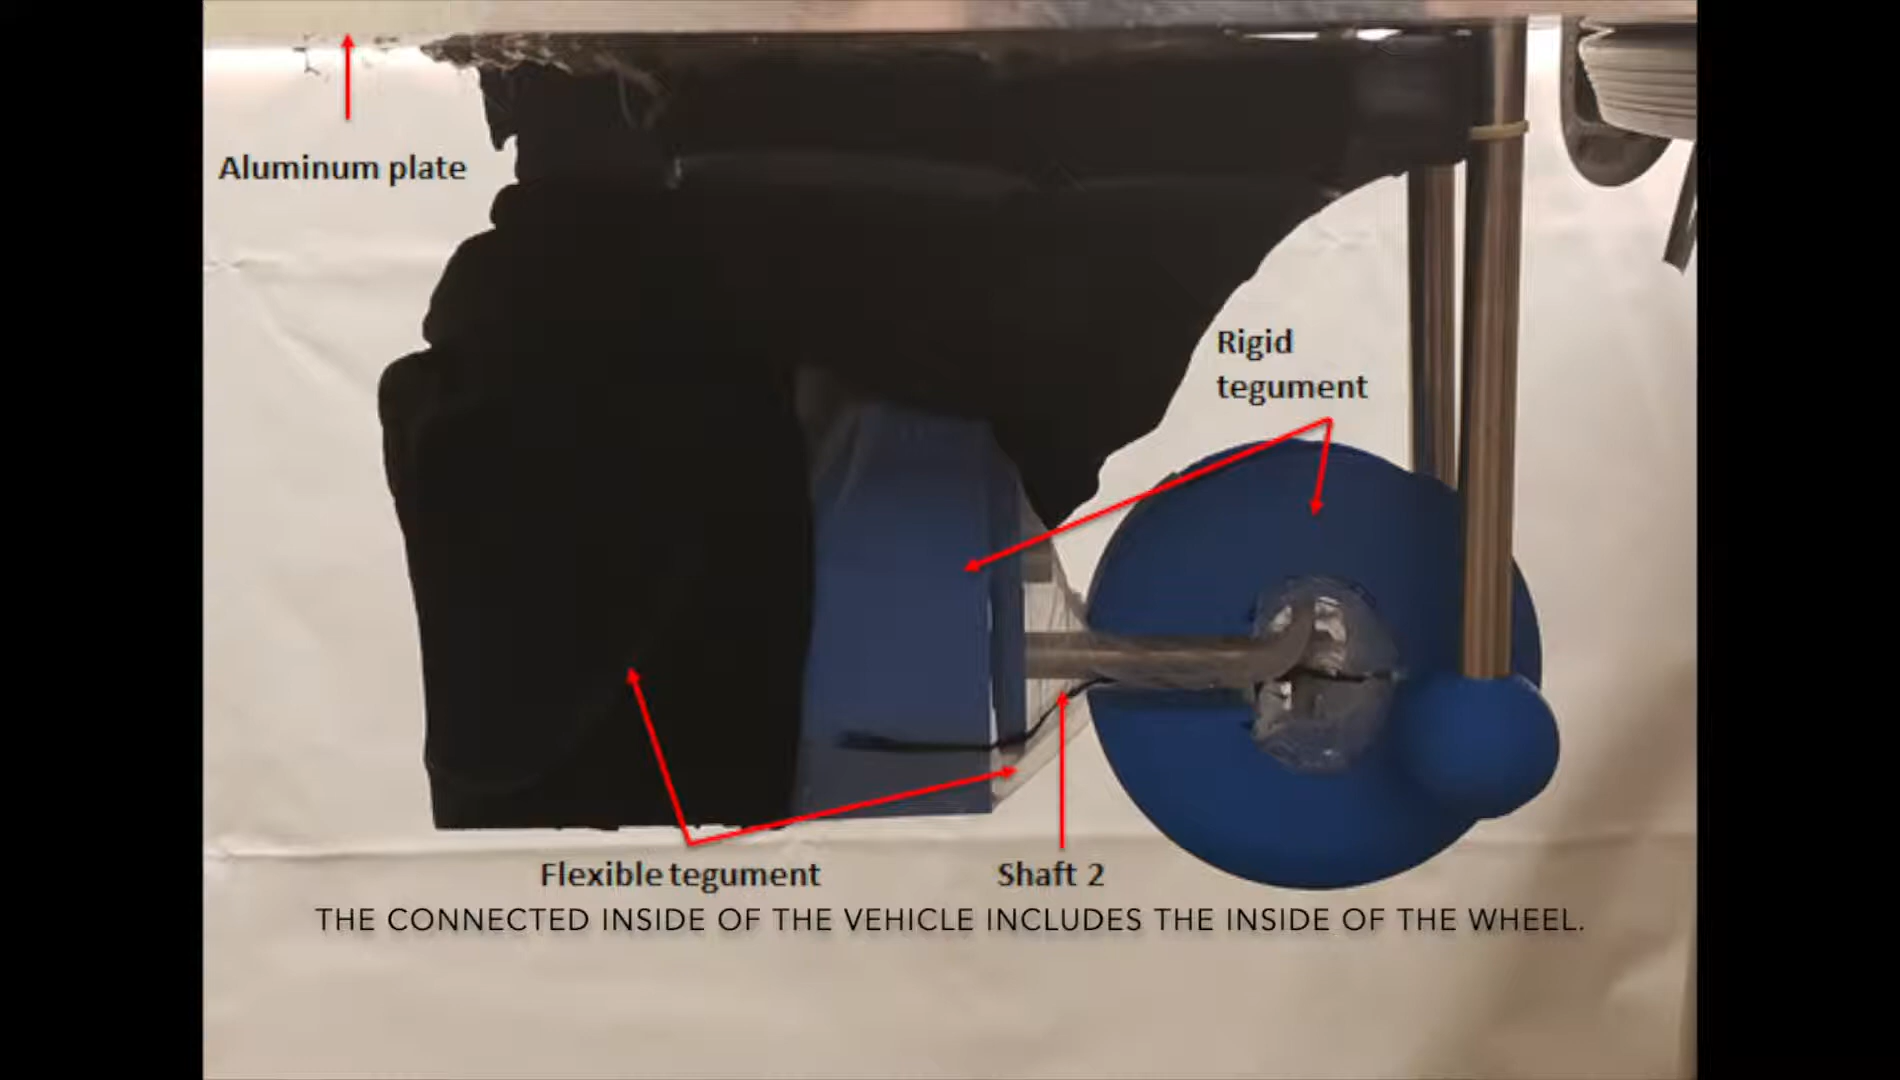 Aluminum plate
Rigid
tegument
Flexible tegument
Shaft 2
THE CONNECTED INSIDE OF THE VEHICLE INCLUDES THE INSIDE OF THE WHEEL.